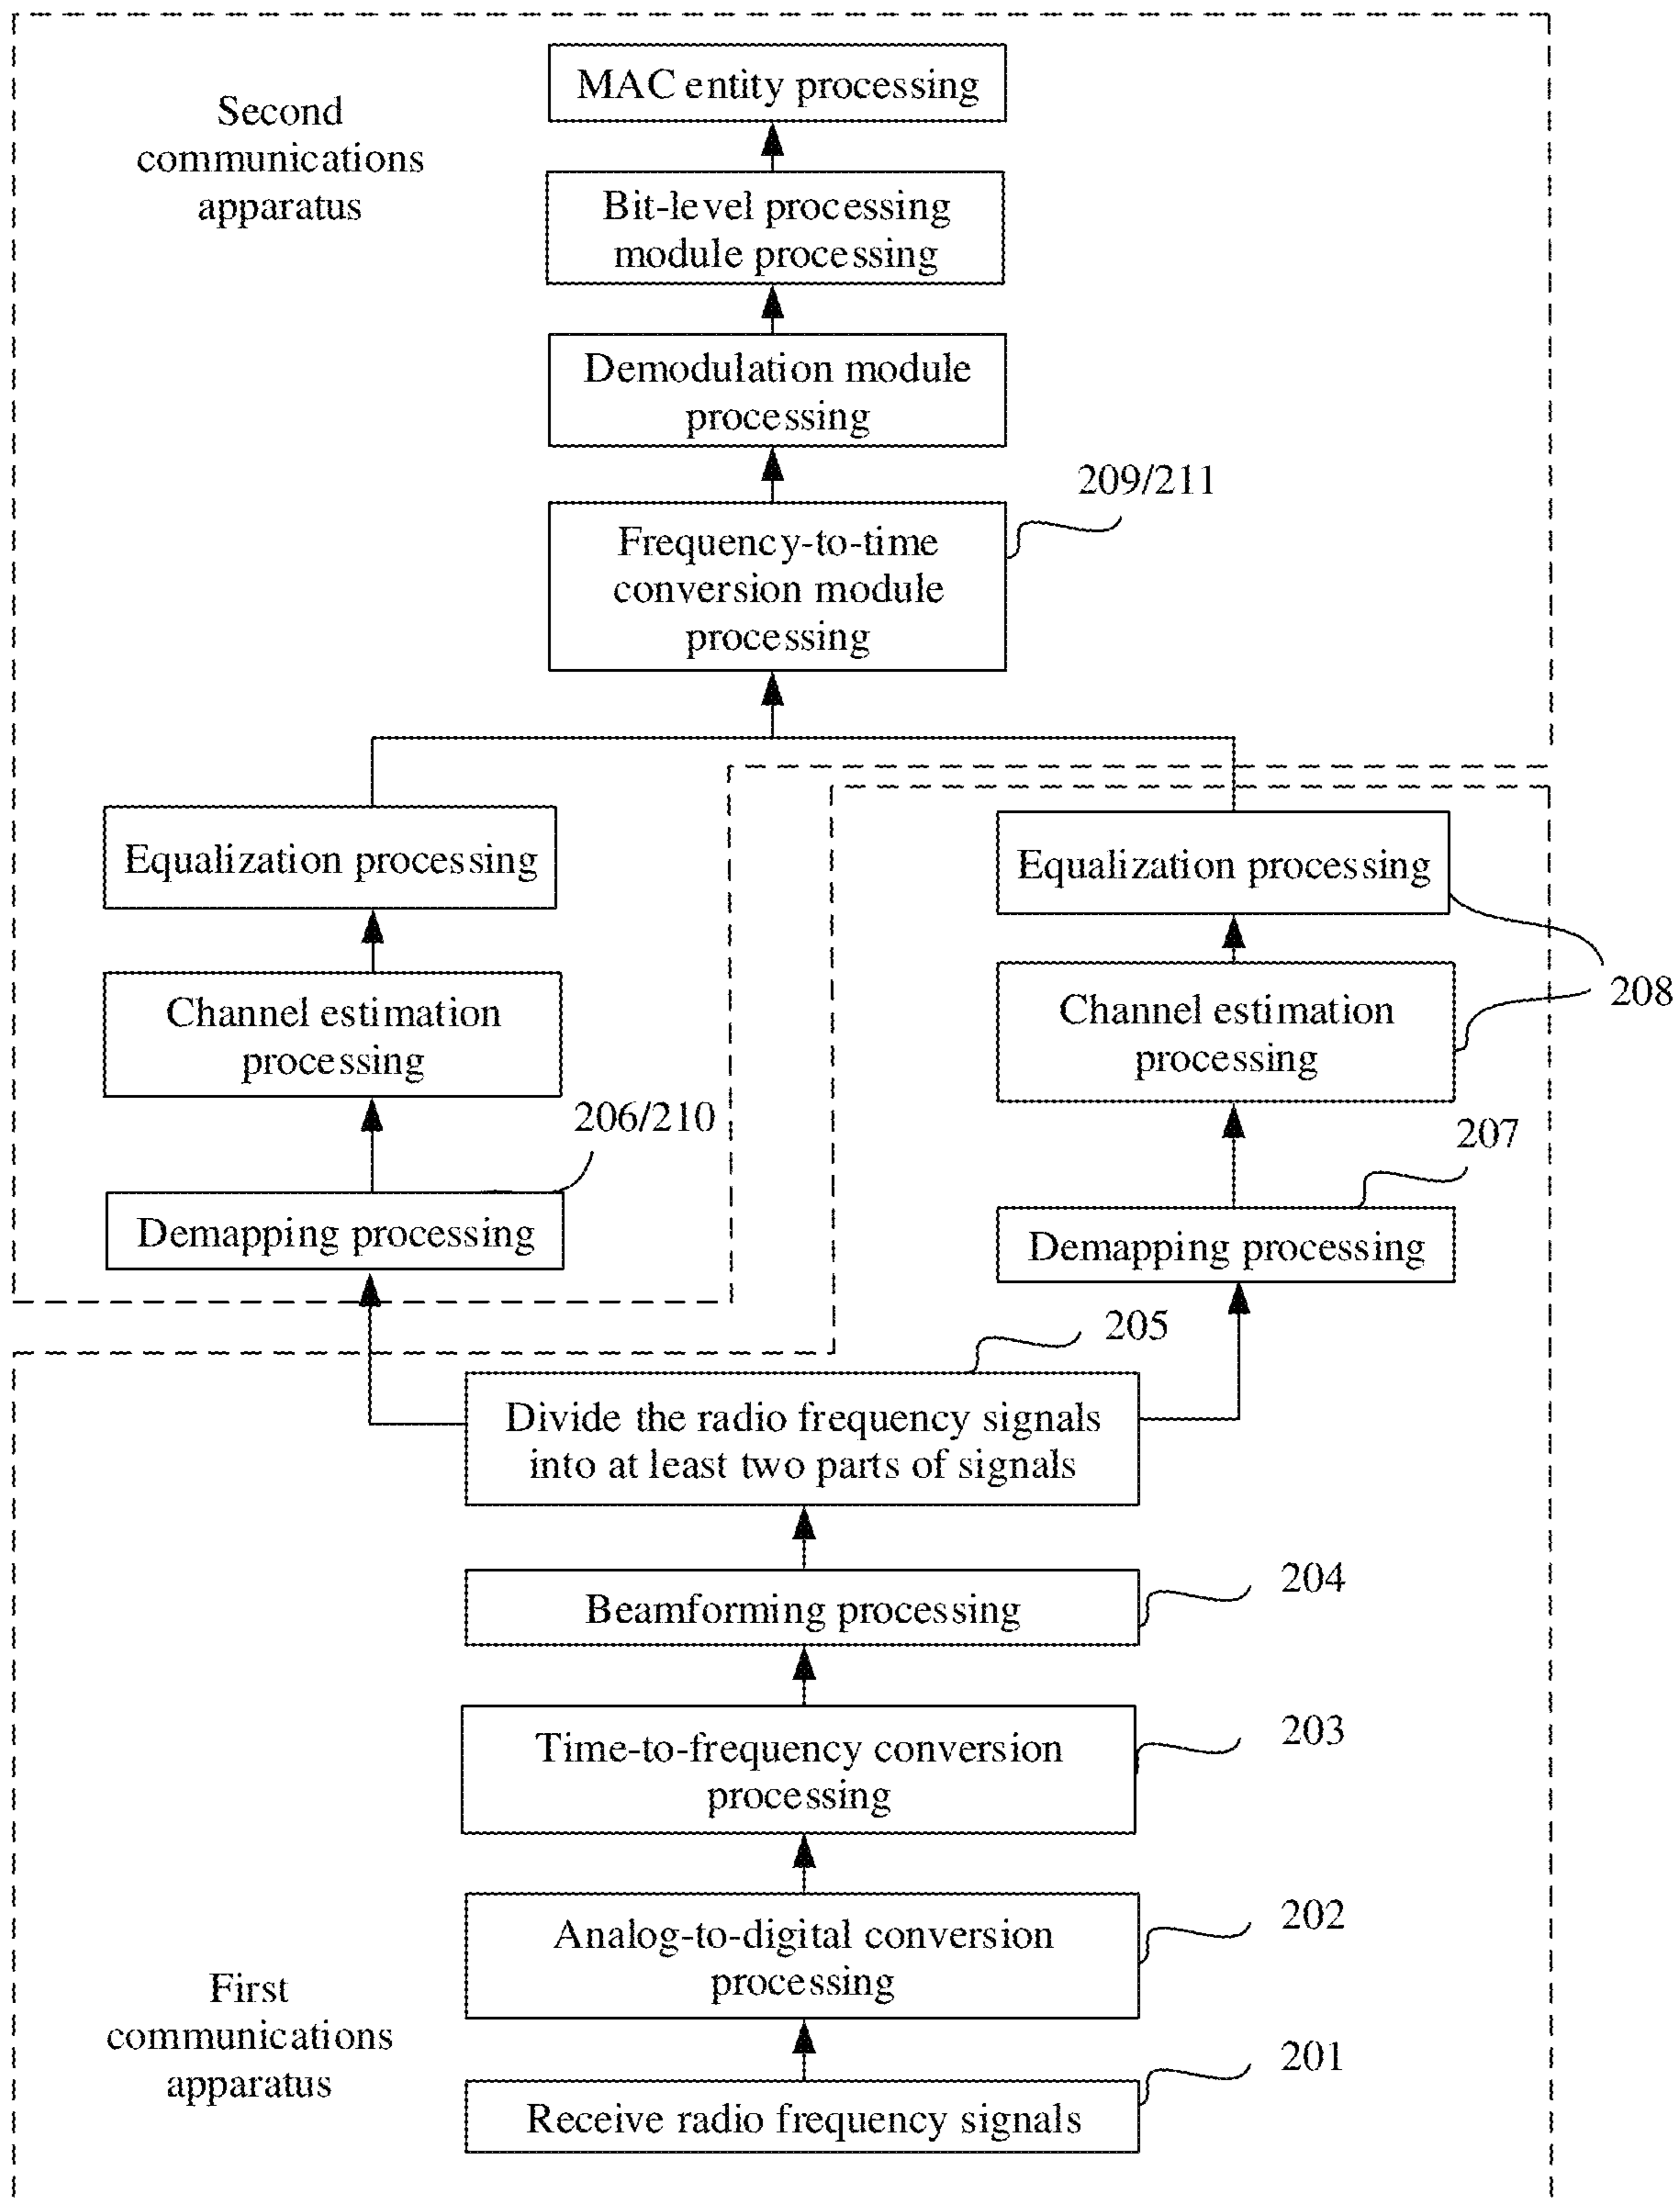 MAC entity processing
Second
communications
apparatus
Bit-level processing
module processing
Demodulation module
processing
209/211
Frequency-to-time
conversion module
processing
Equalization processing
Equalization processing
Channel estimation
processing
Channel estimation
processing
208
206/210
207
Demapping processing
Demapping processing
205
Divide the radio frequency signals
into at least two parts of signals
204
Beamforming processing
203
Time-to-frequency conversion
processing
202
Analog-to-digital conversion
processing
First
communications
apparatus
201
Receive radio frequency signals